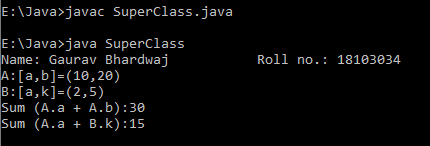 E:\Java>javac SuperClass.java
E:\Java>java SuperClass
Name: Gaurav Bhardwaj Roll no.: 18103034
A:[a,b]=(10,20)
B:[a,k]=(2,5)
Sum (A.a + A.b):30
Sum (A.a + B.k):15